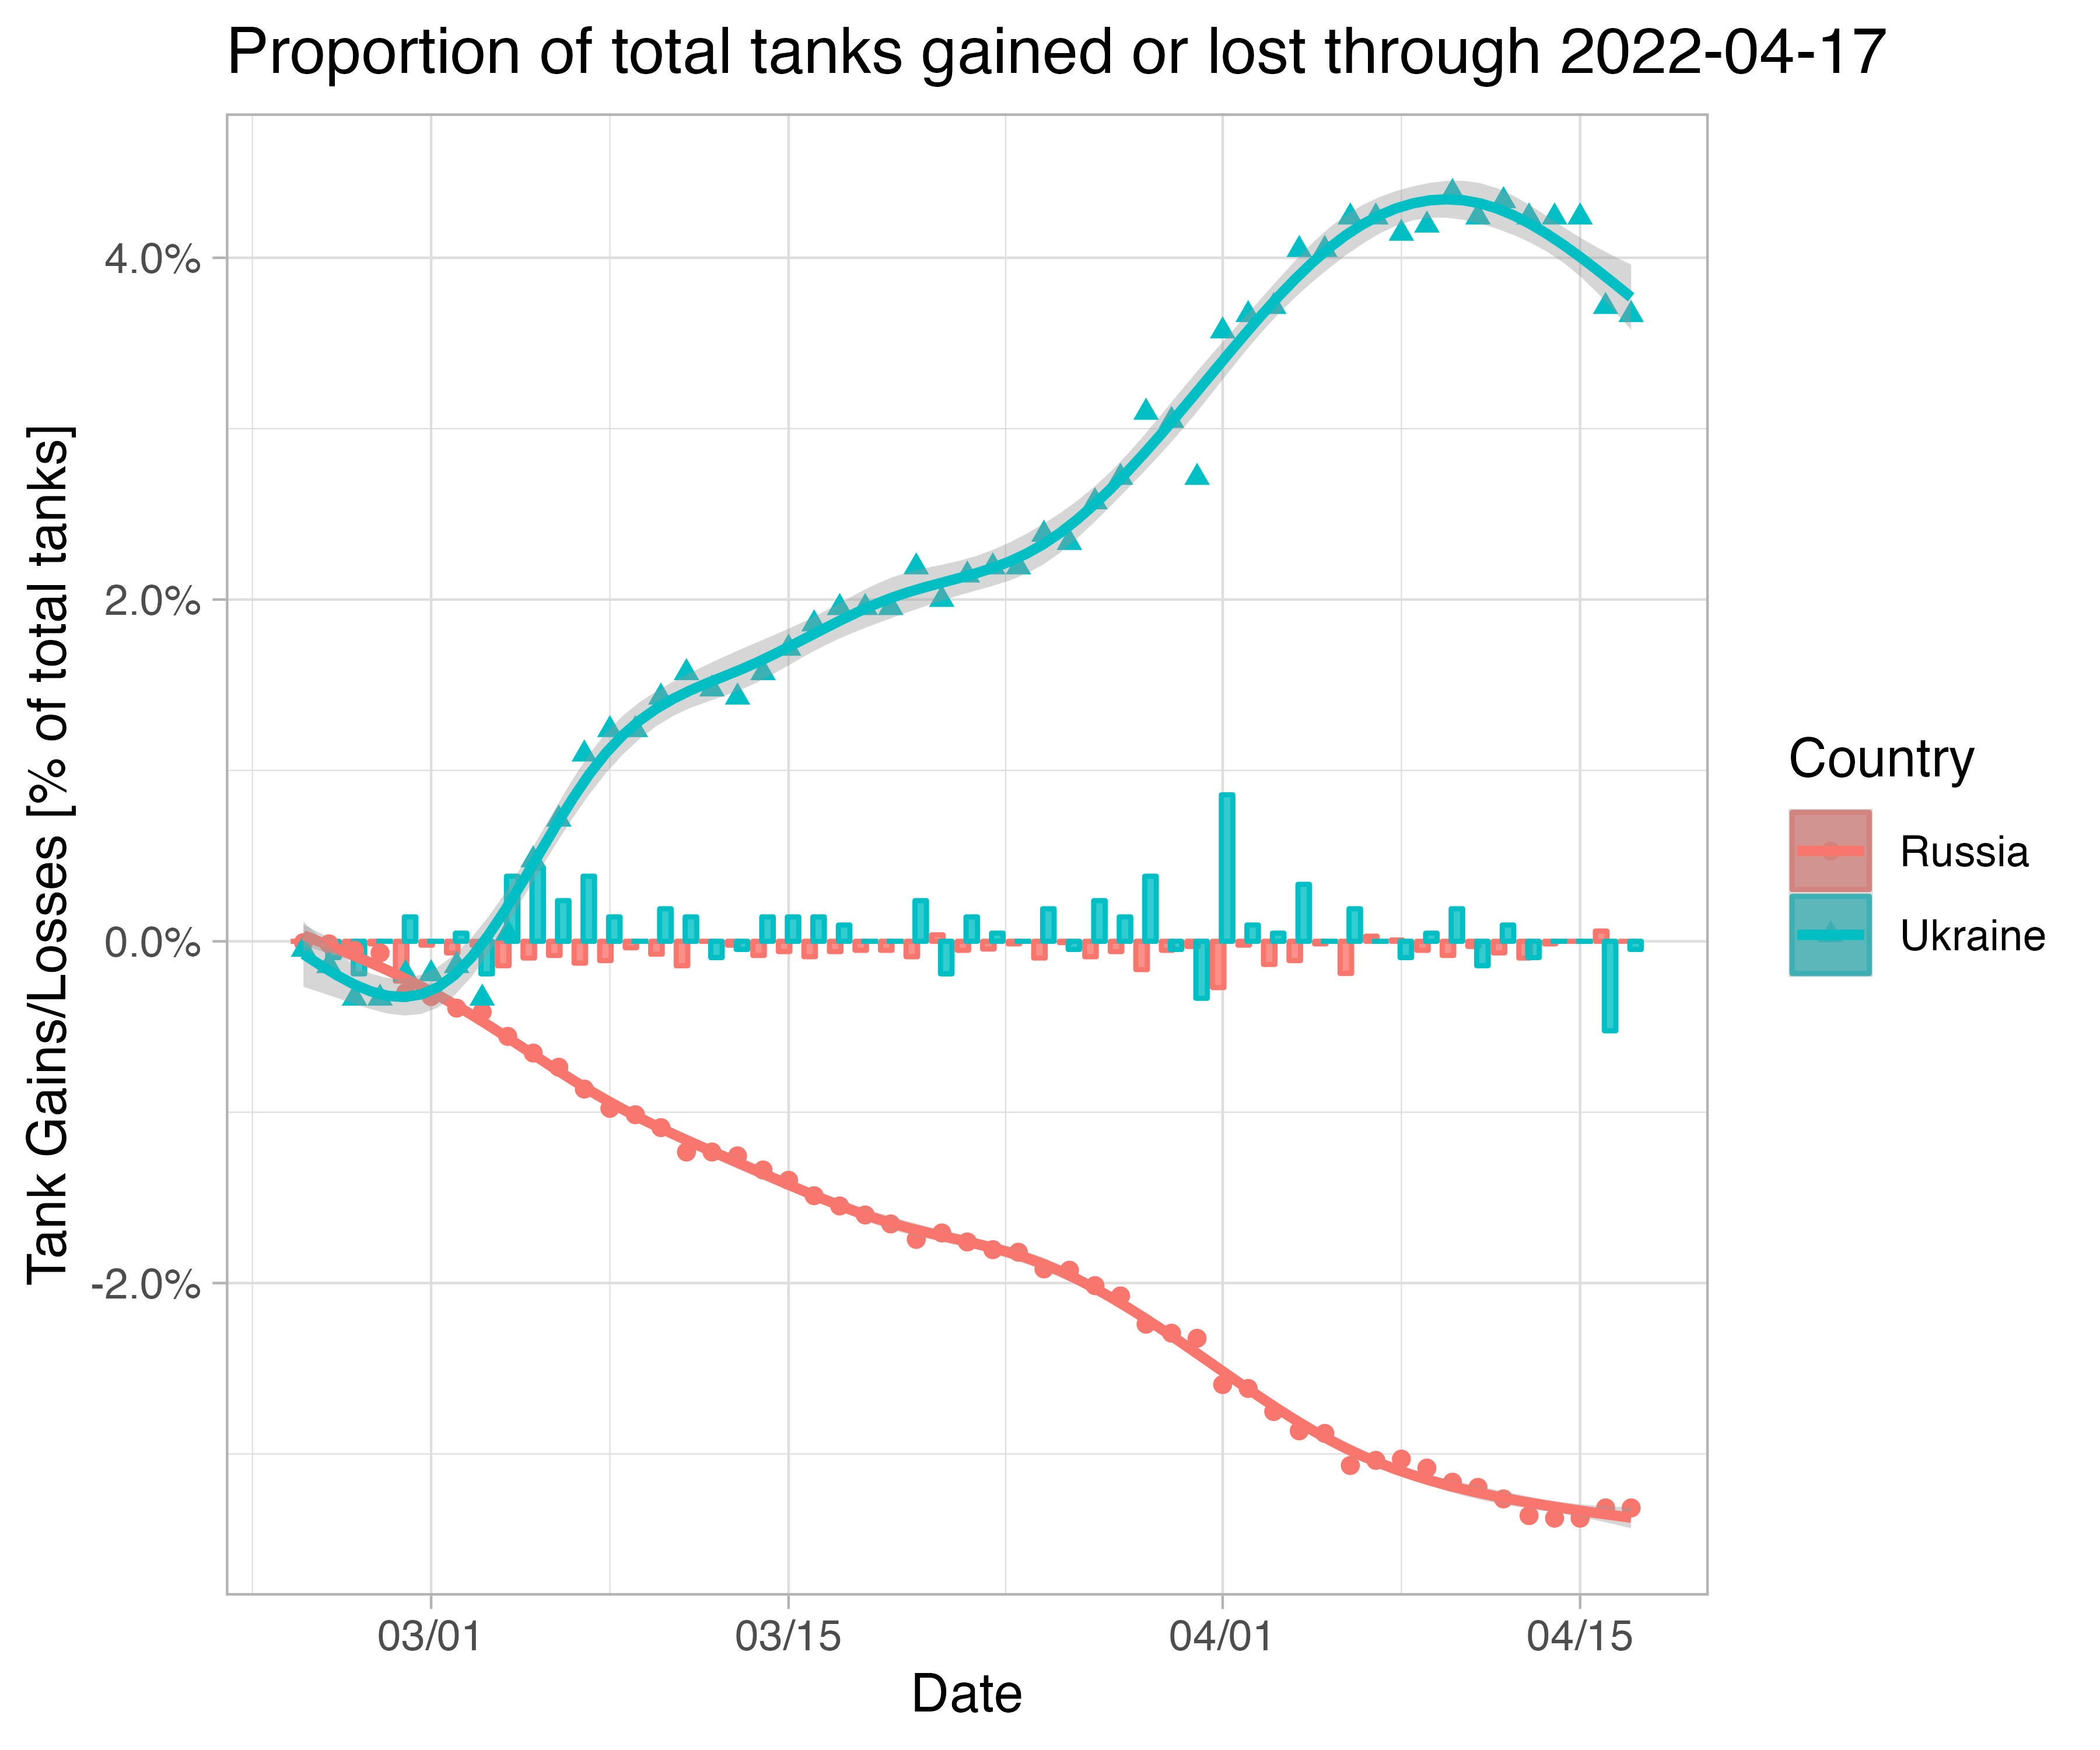 Proportion of total tanks gained or lost through 2022-04-17
Tank Gains/Losses [% of total tanks]
4.0%
2.0%
0.0%
-2.0%
03/01
03/15
04/01
04/15
Date
Country
Russia
Ukraine